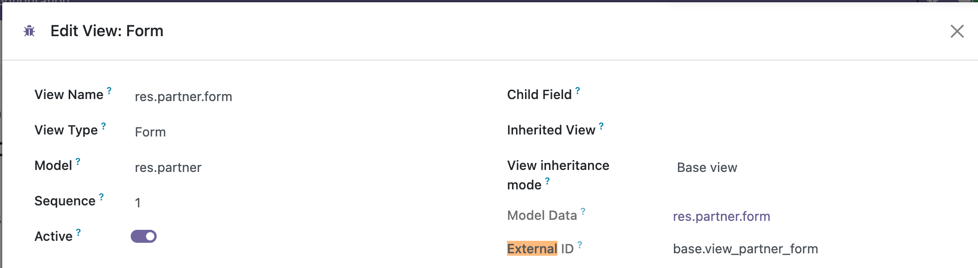 Edit View: Form
View Name ?
res.partner.form
Child Field ?
View Type ?
Form
Inherited View ?
Model ?
res.partner
View inheritance
mode ?
Base view
Sequence ?
1
Model Data ?
res.partner.form
Active ?
External ID ?
base.view_partner_form